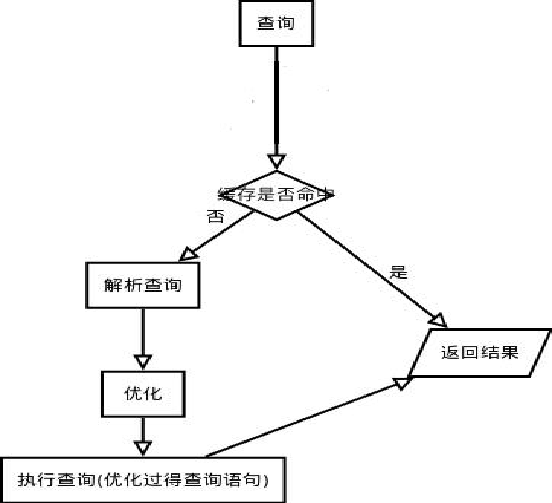 查询
缓存是否命中
否
是
解析查询
返回结果
优化
执行查询(优化过得查询语句)